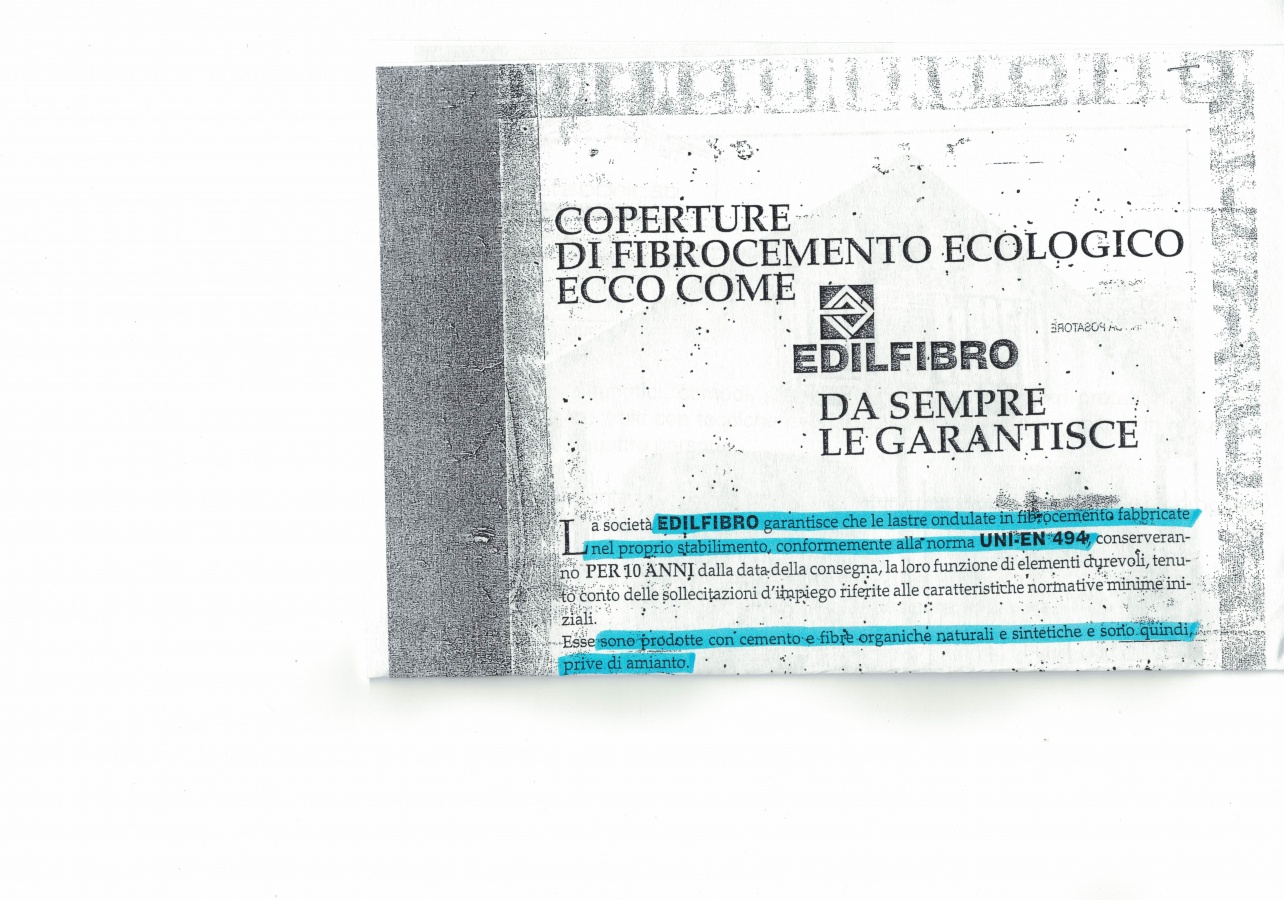 COPERTURE
DI FIBROCEMENTO ECOLOGICO
ECCO COME
EDILFIBRO
DA SEMPRE
LE GARANTISCE
La società EDILFIBRO garantisce che le lastre ondulate in fibrocemento fabbricate
nel proprio stabilimento, conformemente alla norma UNI-EN 494, conserveran-
no PER 10 ANNI dalla data della consegna, la loro funzione di elementi durevoli, tenu-
to conto delle sollecitazioni d'impiego riferite alle caratteristiche normative minime ini-
ziali.
Esse sono prodotte con cemento e fibre organiche naturali e sintetiche e sono quindi,
prive di amianto.